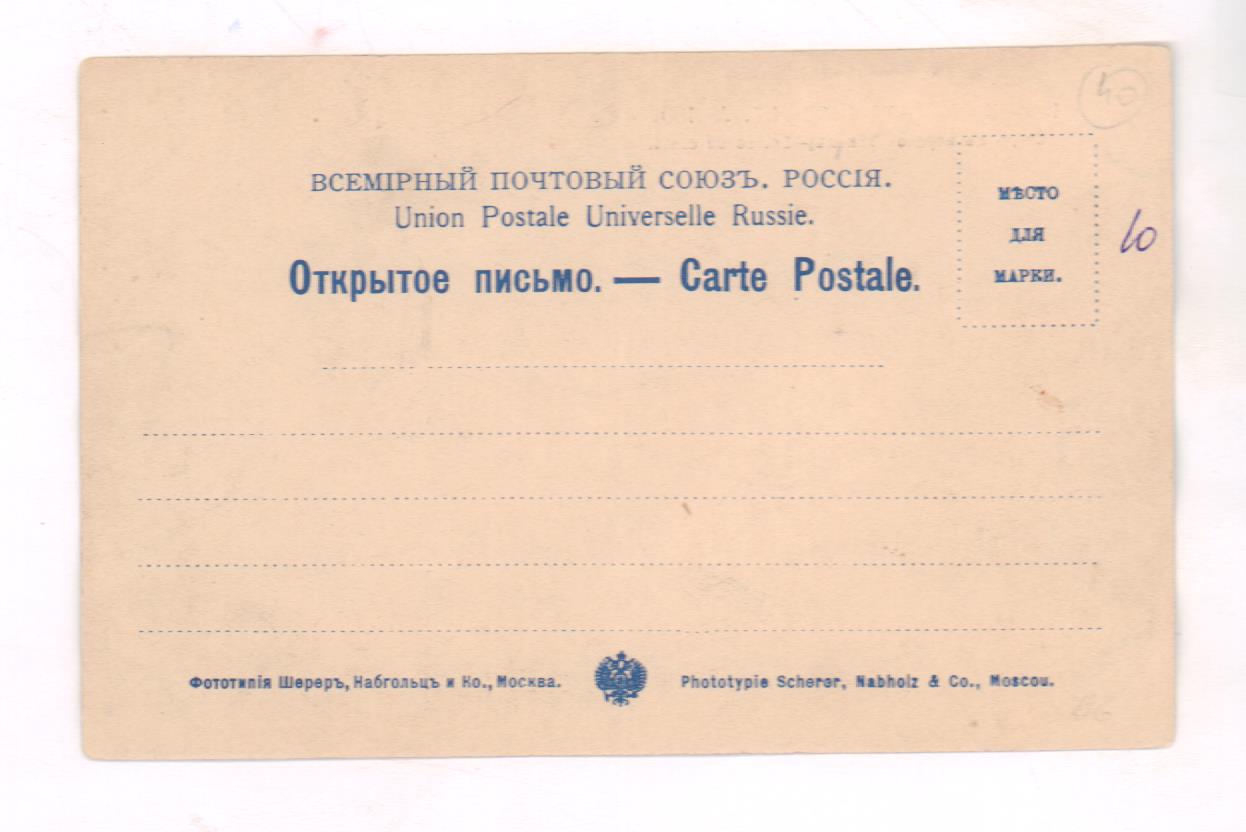 40
ВСЕМІРНЫЙ ПОЧТОВЫЙ СОЮЗЪ. РОССІЯ.
Union Postale Universelle Russie.
Открытое письмо. — Carte Postale.
МѢСТО
ДЛЯ
МАРКИ.
10
Фототипія Шереръ, Набгольцъ и Ко., Москва.
Phototypie Scherer, Nabholz & Co., Moscou.